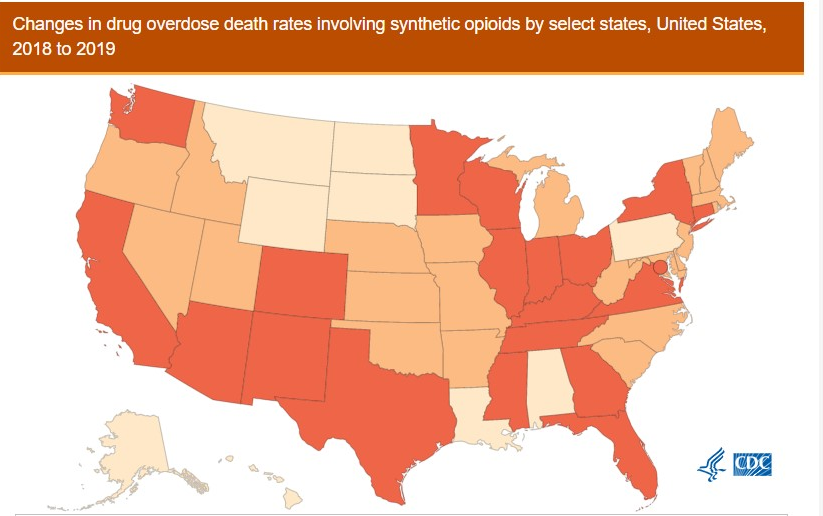 Changes in drug overdose death rates involving synthetic opioids by select states, United States,
2018 to 2019
CDC